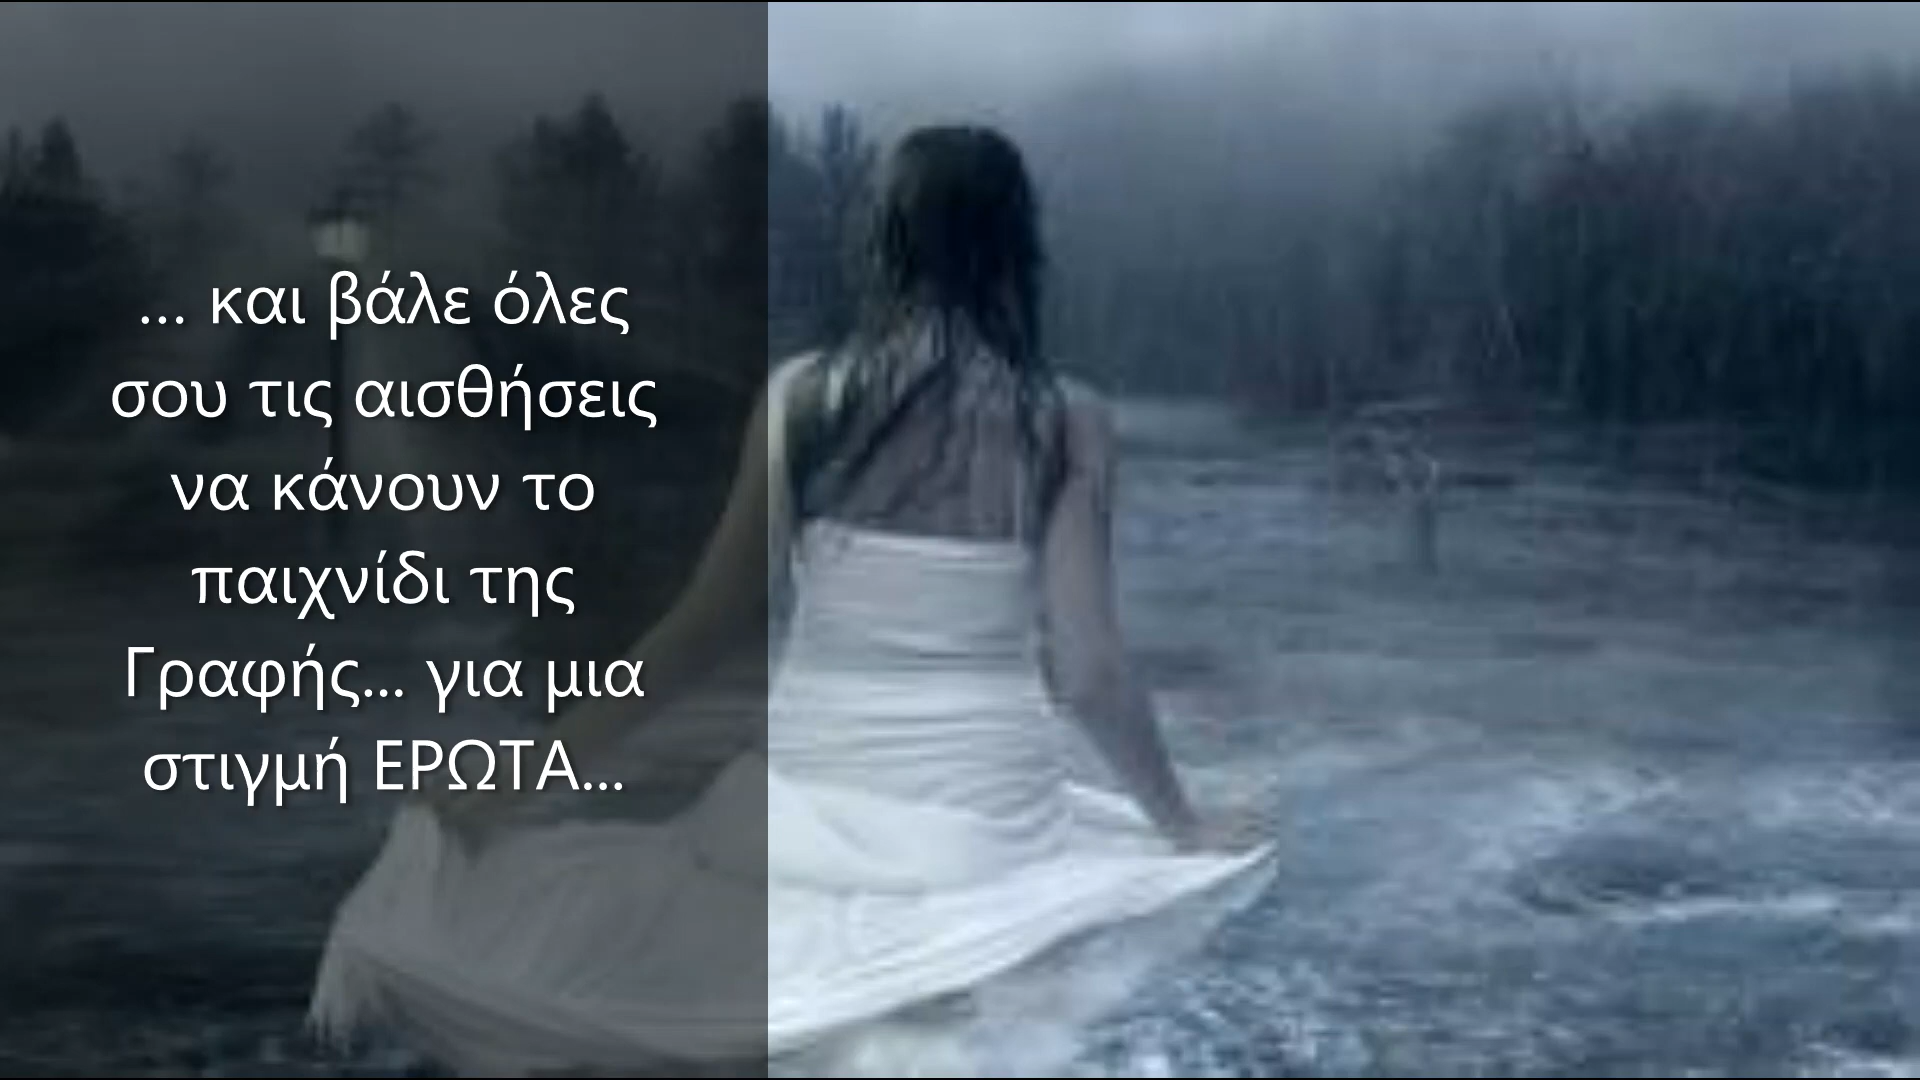 ... και βάλε όλες
σου τις αισθήσεις
να κάνουν το
παιχνίδι της
Γραφής... για μια
στιγμή ΕΡΩΤΑ...